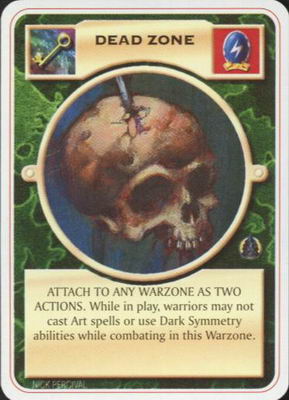 DEAD ZONE
ATTACH TO ANY WARZONE AS TWO
ACTIONS. While in play, warriors may not
cast Art spells or use Dark Symmetry
abilities while combating in this Warzone.
NICK PERCIVAL